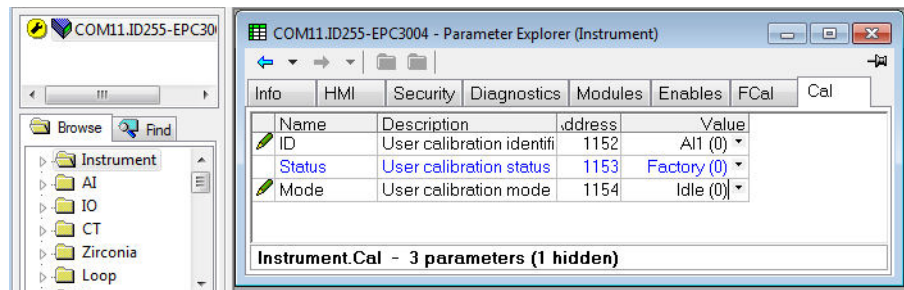 COM11.ID255-EPC30
Browse
Find
Instrument
AI
IO
CT
Zirconia
Loop
COM11.ID255-EPC3004 - Parameter Explorer (Instrument)
Info HMI Security Diagnostics Modules Enables FCal Cal
Name Description ddress Value
ID User calibration identifi 1152 AI1 (0)
Status User calibration status 1153 Factory (0)
Mode User calibration mode 1154 Idle (0)
Instrument.Cal - 3 parameters (1 hidden)